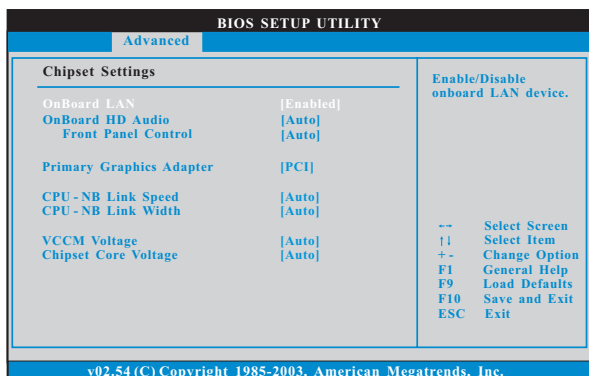 BIOS SETUP UTILITY
Advanced
Chipset Settings
OnBoard LAN [Enabled]
OnBoard HD Audio [Auto]
Front Panel Control [Auto]
Primary Graphics Adapter [PCI]
CPU - NB Link Speed [Auto]
CPU - NB Link Width [Auto]
VCCM Voltage [Auto]
Chipset Core Voltage [Auto]
Enable/Disable
onboard LAN device.
←→ Select Screen
↑↓ Select Item
+ - Change Option
F1 General Help
F9 Load Defaults
F10 Save and Exit
ESC Exit
v02.54 (C) Copyright 1985-2003, American Megatrends, Inc.